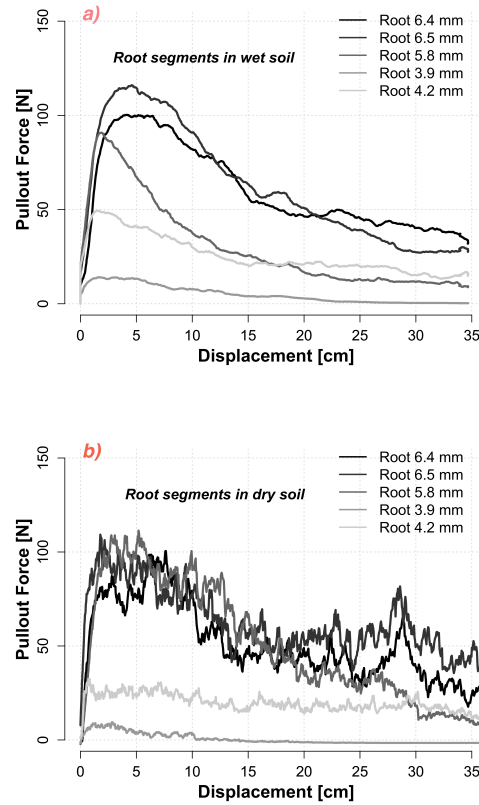 a)
Root segments in wet soil
Root 6.4 mm
Root 6.5 mm
Root 5.8 mm
Root 3.9 mm
Root 4.2 mm
Pullout Force [N]
150
100
50
0
0 5 10 15 20 25 30 35
Displacement [cm]
b)
Root segments in dry soil
Root 6.4 mm
Root 6.5 mm
Root 5.8 mm
Root 3.9 mm
Root 4.2 mm
Pullout Force [N]
150
100
50
0
0 5 10 15 20 25 30 35
Displacement [cm]